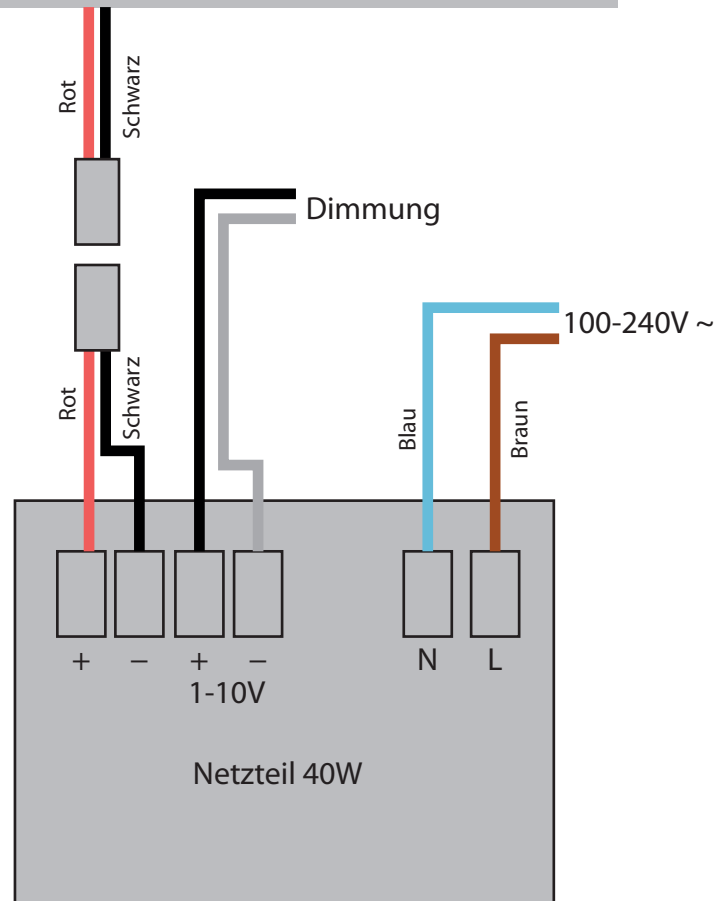 Rot
Schwarz
Dimmung
100-240V ~
Rot
Schwarz
Blau
Braun
+ − + − N L
1-10V
Netzteil 40W